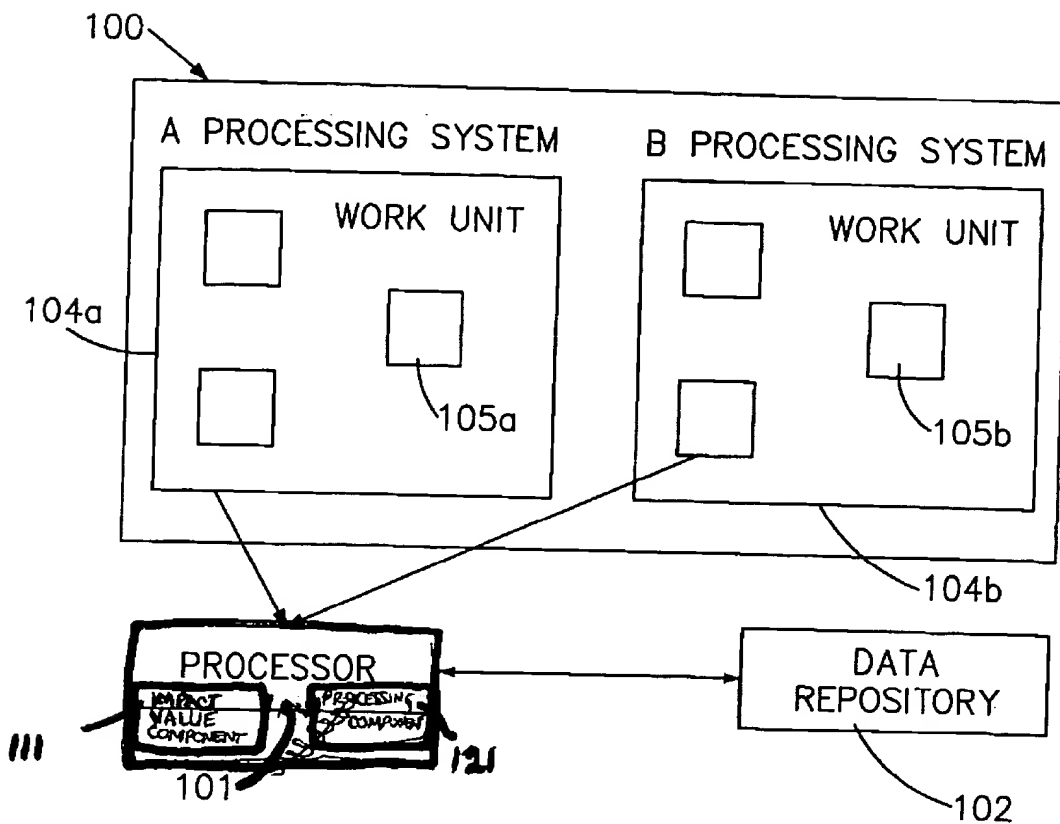 100
A PROCESSING SYSTEM
B PROCESSING SYSTEM
WORK UNIT
WORK UNIT
104a
105a
105b
104b
PROCESSOR
IMPACT
VALUE
COMPONENT
PROCESSING
COMPONENT
DATA
REPOSITORY
111
101
121
102